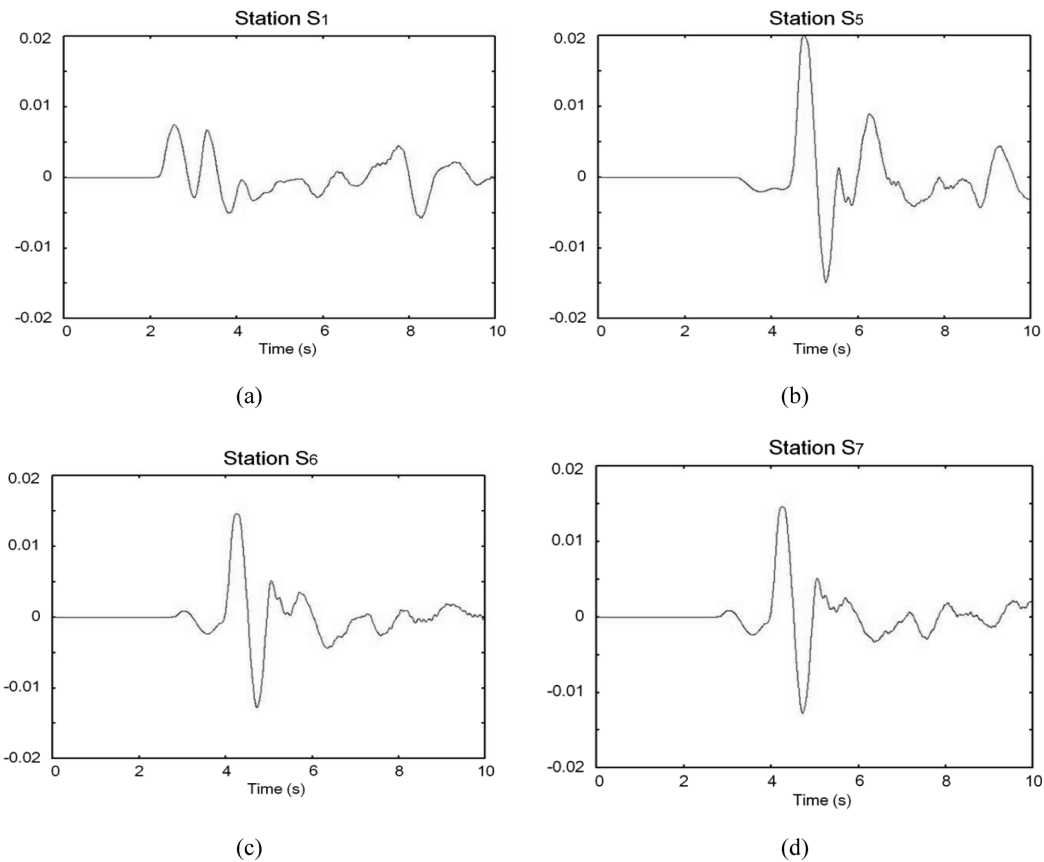 Station S1
0.02
0.01
0
-0.01
-0.02
0 2 4 6 8 10
Time (s)
(a)
Station S5
0.02
0.01
0
-0.01
-0.02
0 2 4 6 8 10
Time (s)
(b)
Station S6
0.02
0.01
0
-0.01
-0.02
0 2 4 6 8 10
Time (s)
(c)
Station S7
0.02
0.01
0
-0.01
-0.02
0 2 4 6 8 10
Time (s)
(d)